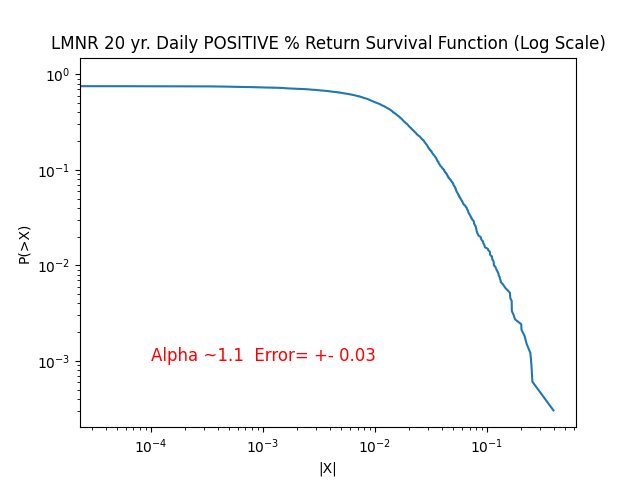 LMNR 20 yr. Daily POSITIVE % Return Survival Function (Log Scale)
10⁰
10⁻¹
10⁻²
10⁻³
P(>X)
Alpha ~1.1  Error= +- 0.03
10⁻⁴ 10⁻³ 10⁻² 10⁻¹
|X|